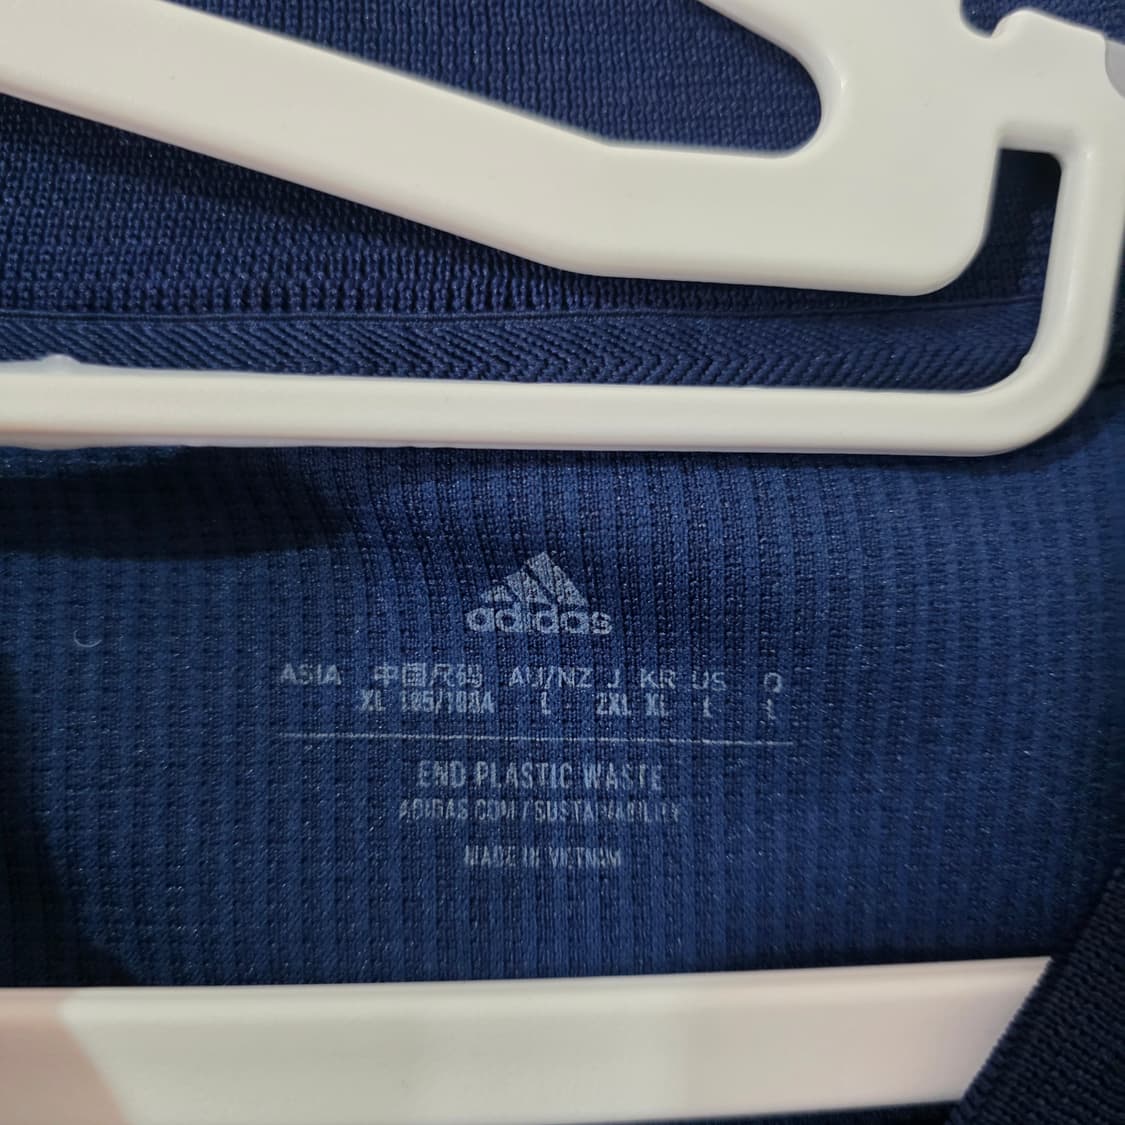 adidas
ASIA 中国尺码 AU/NZ J KR US O
XL 185/108A L 2XL XL L L
END PLASTIC WASTE
ADIDAS.COM/SUSTAINABILITY
MADE IN VIETNAM